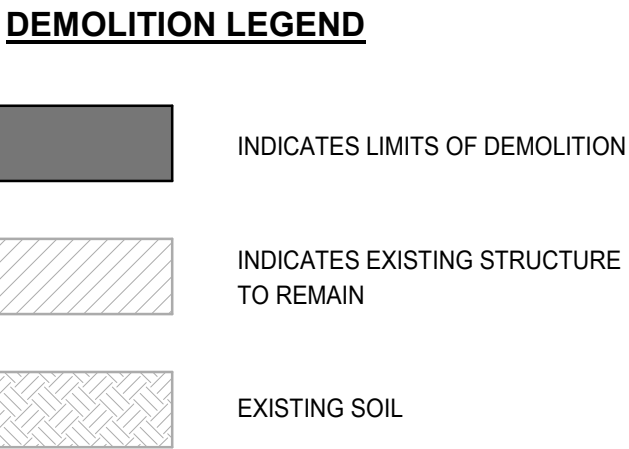 DEMOLITION LEGEND
INDICATES LIMITS OF DEMOLITION
INDICATES EXISTING STRUCTURE
TO REMAIN
EXISTING SOIL